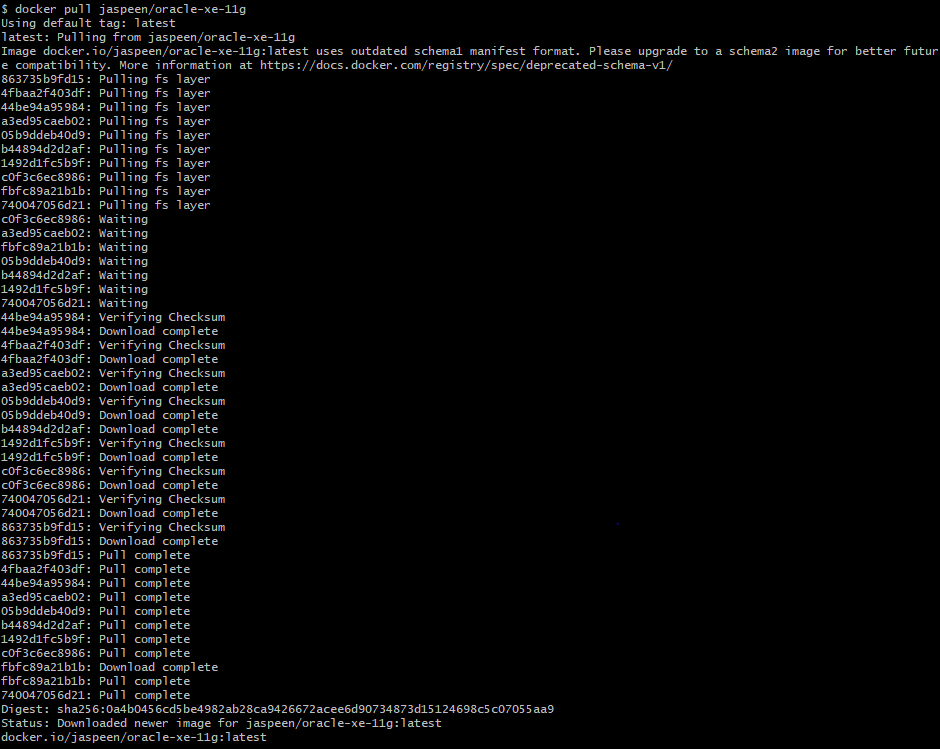 $ docker pull jaspeen/oracle-xe-11g
Using default tag: latest
latest: Pulling from jaspeen/oracle-xe-11g
Image docker.io/jaspeen/oracle-xe-11g:latest uses outdated schema1 manifest format. Please upgrade to a schema2 image for better futur
e compatibility. More information at https://docs.docker.com/registry/spec/deprecated-schema-v1/
863735b9fd15: Pulling fs layer
4fbaa2f403df: Pulling fs layer
44be94a95984: Pulling fs layer
a3ed95caeb02: Pulling fs layer
05b9ddeb40d9: Pulling fs layer
b44894d2d2af: Pulling fs layer
1492d1fc5b9f: Pulling fs layer
c0f3c6ec8986: Pulling fs layer
fbfc89a21b1b: Pulling fs layer
740047056d21: Pulling fs layer
c0f3c6ec8986: Waiting
a3ed95caeb02: Waiting
fbfc89a21b1b: Waiting
05b9ddeb40d9: Waiting
b44894d2d2af: Waiting
1492d1fc5b9f: Waiting
740047056d21: Waiting
44be94a95984: Verifying Checksum
44be94a95984: Download complete
4fbaa2f403df: Verifying Checksum
4fbaa2f403df: Download complete
a3ed95caeb02: Verifying Checksum
a3ed95caeb02: Download complete
05b9ddeb40d9: Verifying Checksum
05b9ddeb40d9: Download complete
b44894d2d2af: Download complete
1492d1fc5b9f: Verifying Checksum
1492d1fc5b9f: Download complete
c0f3c6ec8986: Verifying Checksum
c0f3c6ec8986: Download complete
740047056d21: Verifying Checksum
740047056d21: Download complete
863735b9fd15: Verifying Checksum
863735b9fd15: Download complete
863735b9fd15: Pull complete
4fbaa2f403df: Pull complete
44be94a95984: Pull complete
a3ed95caeb02: Pull complete
05b9ddeb40d9: Pull complete
b44894d2d2af: Pull complete
1492d1fc5b9f: Pull complete
c0f3c6ec8986: Pull complete
fbfc89a21b1b: Download complete
fbfc89a21b1b: Pull complete
740047056d21: Pull complete
Digest: sha256:0a4b0456cd5be4982ab28ca9426672acee6d90734873d15124698c5c07055aa9
Status: Downloaded newer image for jaspeen/oracle-xe-11g:latest
docker.io/jaspeen/oracle-xe-11g:latest